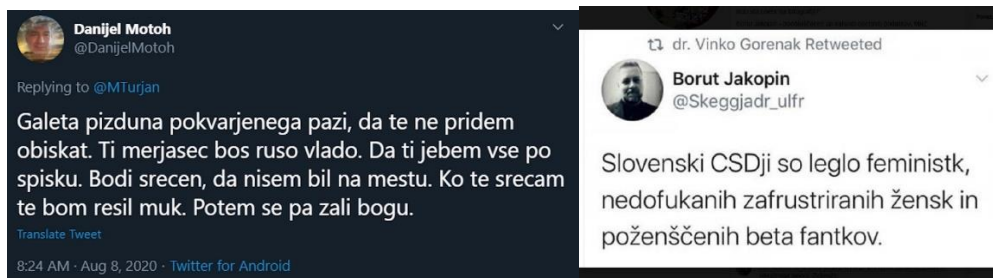 Danijel Motoh
@DanijelMotoh
Replying to @MTurjan
Galeta pizduna pokvarjenega pazi, da te ne pridem
obiskat. Ti merjasec bos ruso vlado. Da ti jebem vse po
spisku. Bodi srecen, da nisem bil na mestu. Ko te srecam
te bom resil muk. Potem se pa zali bogu.
Translate Tweet
8:24 AM · Aug 8, 2020 · Twitter for Android
dr. Vinko Gorenak Retweeted
Borut Jakopin
@Skeggjadr_ulfr
Slovenski CSDji so leglo feministk,
nedofukanih zafrustriranih žensk in
poženščenih beta fantkov.